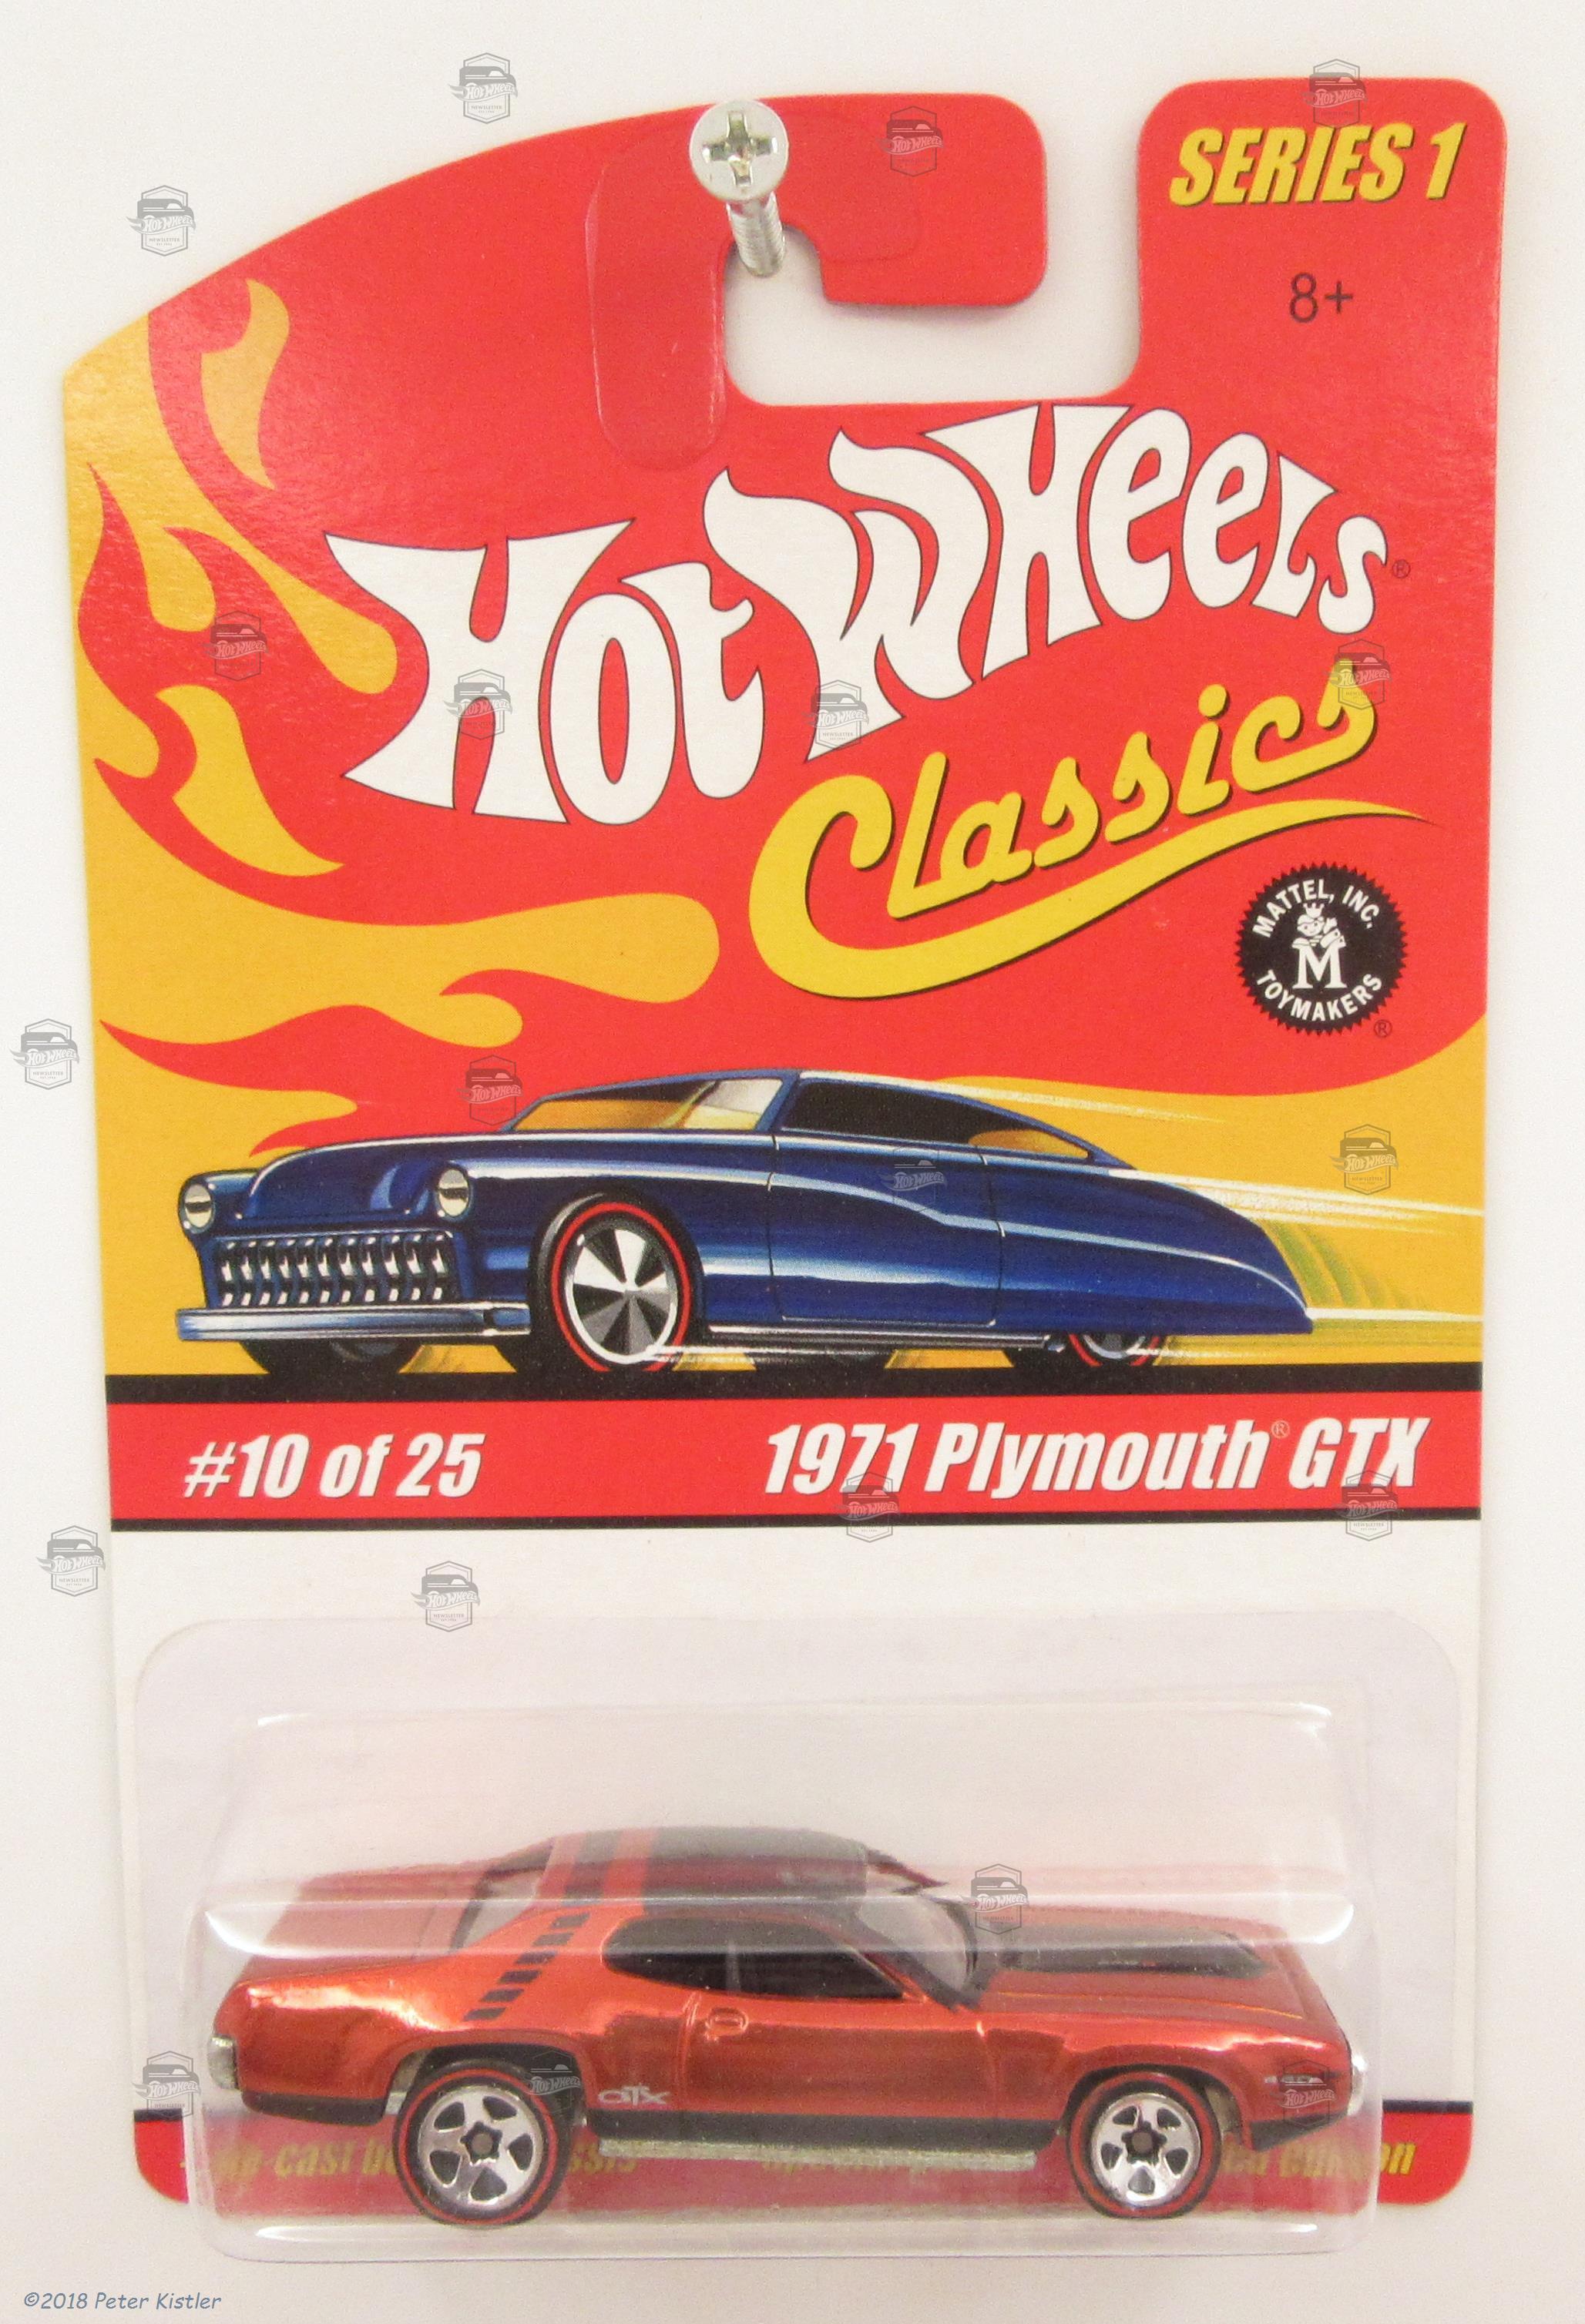 SERIES 1
8+
Hot Wheels®
Classics
MATTEL, INC.
M
TOYMAKERS
®
#10 of 25
1971 Plymouth® GTX
GTX
©2018 Peter Kistler